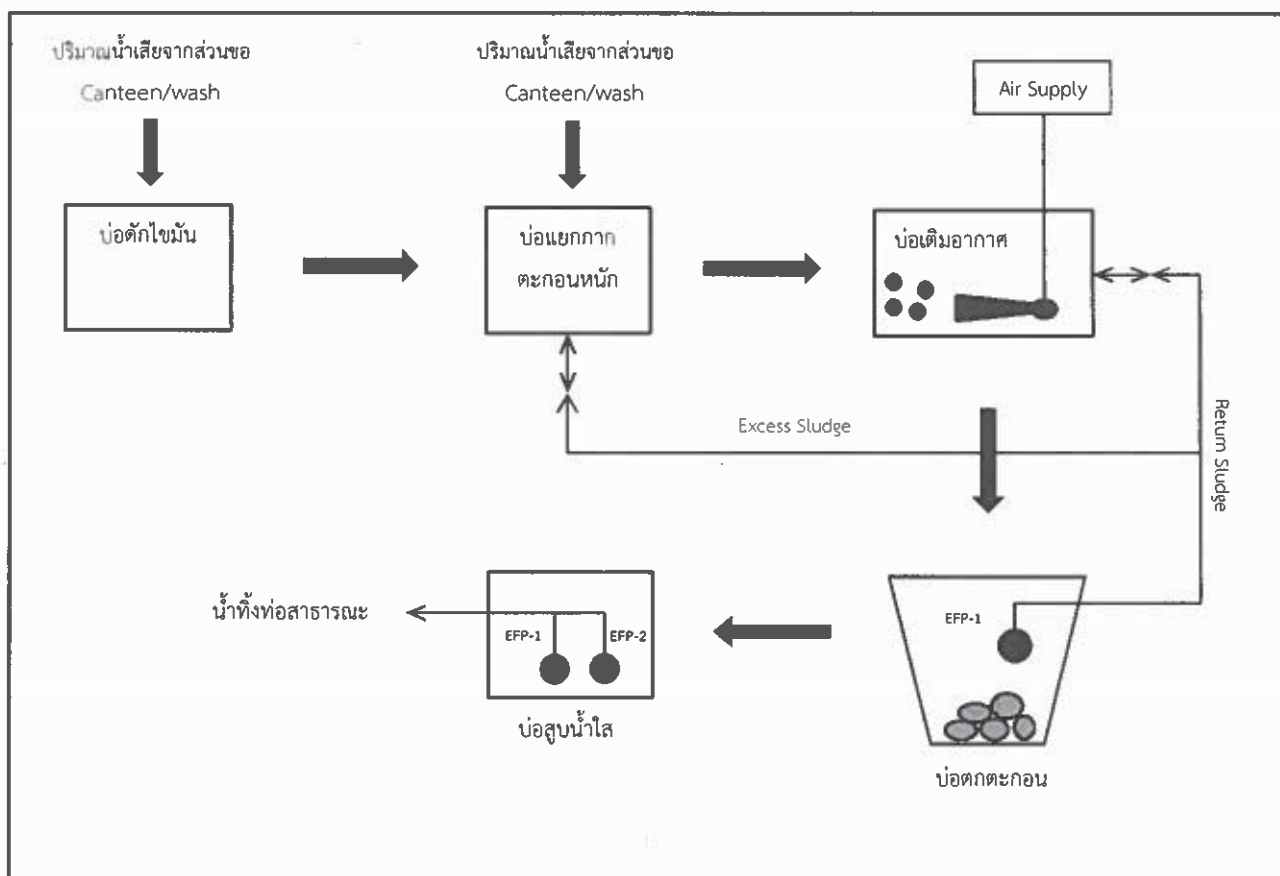 ปริมาณน้ำเสียจากส่วนขอ
Canteen/wash
ปริมาณน้ำเสียจากส่วนขอ
Canteen/wash
Air Supply
บ่อดักไขมัน
บ่อแยกกาก
ตะกอนหนัก
บ่อเติมอากาศ
Excess Sludge
Return Sludge
น้ำทิ้งท่อสาธารณะ
EFP-1
EFP-2
บ่อสูบน้ำใส
EFP-1
บ่อตกตะกอน